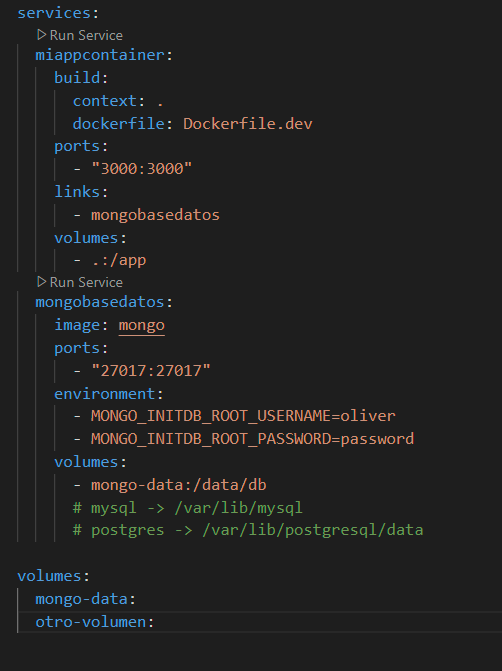 services:
▷Run Service
miappcontainer:
build:
context: .
dockerfile: Dockerfile.dev
ports:
- "3000:3000"
links:
- mongobasedatos
volumes:
- .:/app
▷Run Service
mongobasedatos:
image: mongo
ports:
- "27017:27017"
environment:
- MONGO_INITDB_ROOT_USERNAME=oliver
- MONGO_INITDB_ROOT_PASSWORD=password
volumes:
- mongo-data:/data/db
# mysql -> /var/lib/mysql
# postgres -> /var/lib/postgresql/data
volumes:
mongo-data:
otro-volumen: